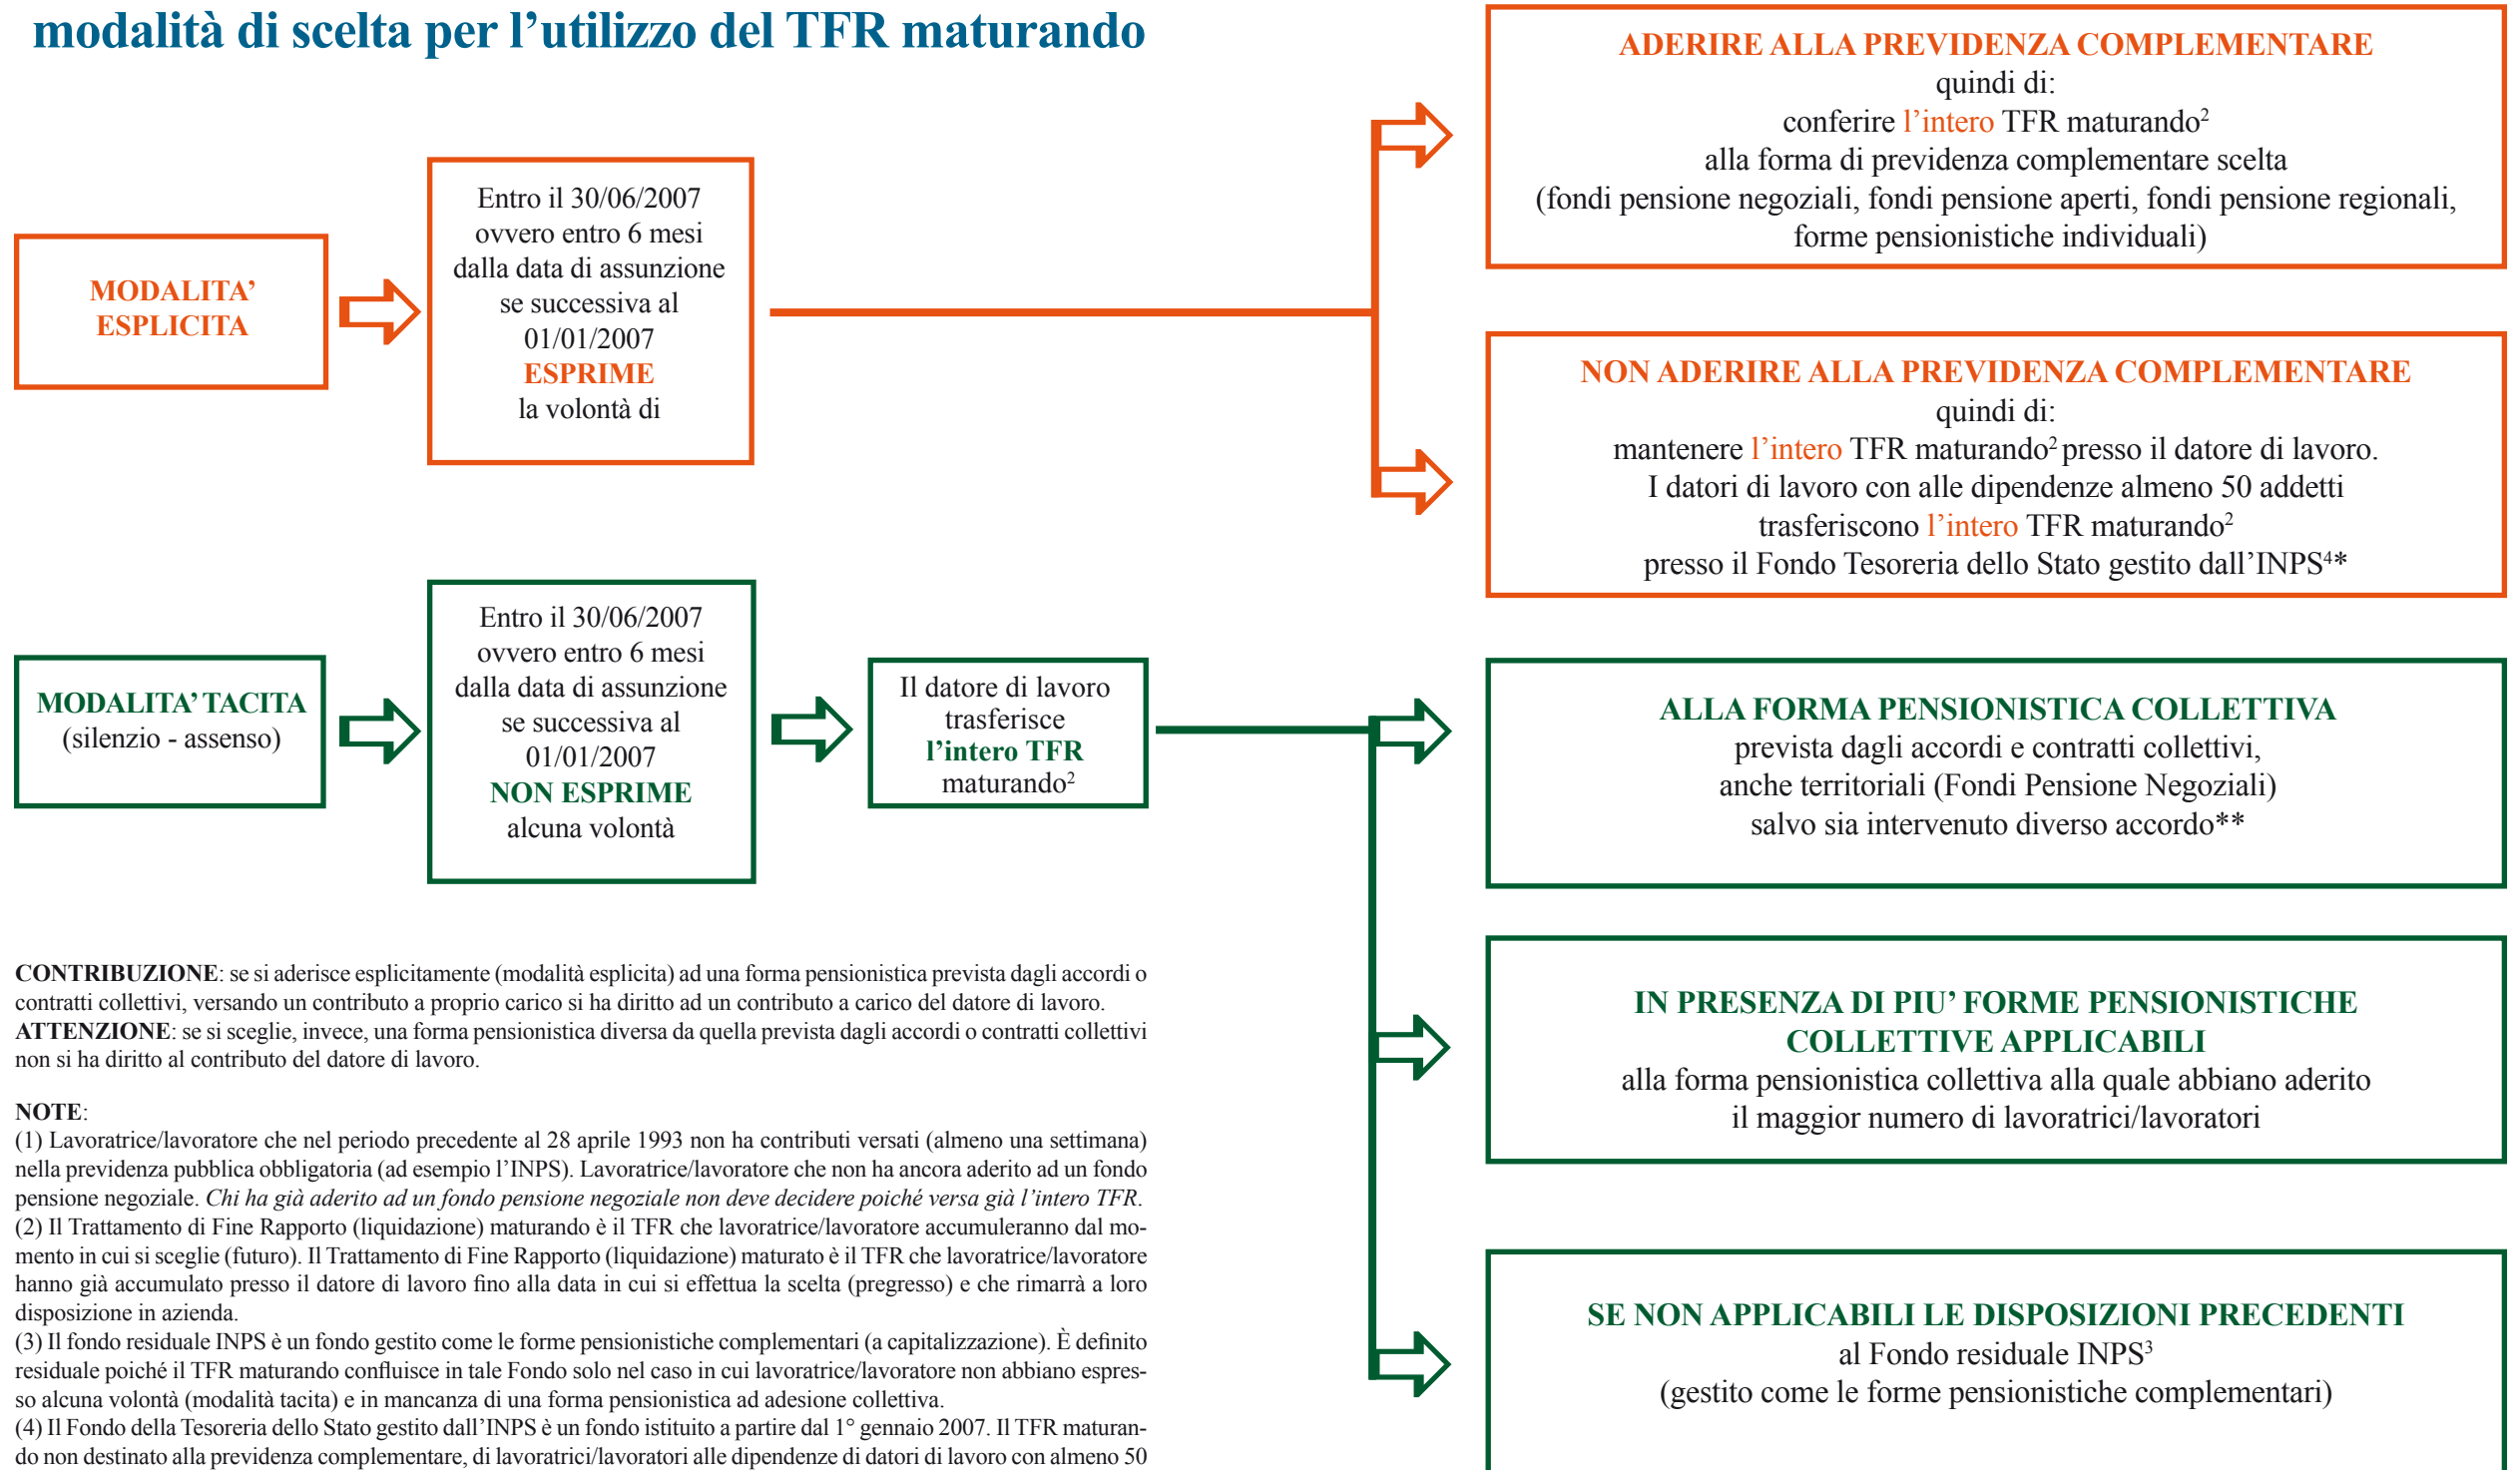 modalità di scelta per l’utilizzo del TFR maturando
MODALITA’
ESPLICITA
Entro il 30/06/2007
ovvero entro 6 mesi
dalla data di assunzione
se successiva al
01/01/2007
ESPRIME
la volontà di
ADERIRE ALLA PREVIDENZA COMPLEMENTARE
quindi di:
conferire l’intero TFR maturando²
alla forma di previdenza complementare scelta
(fondi pensione negoziali, fondi pensione aperti, fondi pensione regionali,
forme pensionistiche individuali)
NON ADERIRE ALLA PREVIDENZA COMPLEMENTARE
quindi di:
mantenere l’intero TFR maturando² presso il datore di lavoro.
I datori di lavoro con alle dipendenze almeno 50 addetti
trasferiscono l’intero TFR maturando²
presso il Fondo Tesoreria dello Stato gestito dall’INPS⁴*
MODALITA’ TACITA
(silenzio - assenso)
Entro il 30/06/2007
ovvero entro 6 mesi
dalla data di assunzione
se successiva al
01/01/2007
NON ESPRIME
alcuna volontà
Il datore di lavoro
trasferisce
l’intero TFR
maturando²
ALLA FORMA PENSIONISTICA COLLETTIVA
prevista dagli accordi e contratti collettivi,
anche territoriali (Fondi Pensione Negoziali)
salvo sia intervenuto diverso accordo**
IN PRESENZA DI PIU’ FORME PENSIONISTICHE
COLLETTIVE APPLICABILI
alla forma pensionistica collettiva alla quale abbiano aderito
il maggior numero di lavoratrici/lavoratori
SE NON APPLICABILI LE DISPOSIZIONI PRECEDENTI
al Fondo residuale INPS³
(gestito come le forme pensionistiche complementari)
CONTRIBUZIONE: se si aderisce esplicitamente (modalità esplicita) ad una forma pensionistica prevista dagli accordi o
contratti collettivi, versando un contributo a proprio carico si ha diritto ad un contributo a carico del datore di lavoro.
ATTENZIONE: se si sceglie, invece, una forma pensionistica diversa da quella prevista dagli accordi o contratti collettivi
non si ha diritto al contributo del datore di lavoro.
NOTE:
(1) Lavoratrice/lavoratore che nel periodo precedente al 28 aprile 1993 non ha contributi versati (almeno una settimana)
nella previdenza pubblica obbligatoria (ad esempio l’INPS). Lavoratrice/lavoratore che non ha ancora aderito ad un fondo
pensione negoziale. Chi ha già aderito ad un fondo pensione negoziale non deve decidere poiché versa già l’intero TFR.
(2) Il Trattamento di Fine Rapporto (liquidazione) maturando è il TFR che lavoratrice/lavoratore accumuleranno dal mo-
mento in cui si sceglie (futuro). Il Trattamento di Fine Rapporto (liquidazione) maturato è il TFR che lavoratrice/lavoratore
hanno già accumulato presso il datore di lavoro fino alla data in cui si effettua la scelta (pregresso) e che rimarrà a loro
disposizione in azienda.
(3) Il fondo residuale INPS è un fondo gestito come le forme pensionistiche complementari (a capitalizzazione). È definito
residuale poiché il TFR maturando confluisce in tale Fondo solo nel caso in cui lavoratrice/lavoratore non abbiano espres-
so alcuna volontà (modalità tacita) e in mancanza di una forma pensionistica ad adesione collettiva.
(4) Il Fondo della Tesoreria dello Stato gestito dall’INPS è un fondo istituito a partire dal 1° gennaio 2007. Il TFR maturan-
do non destinato alla previdenza complementare, di lavoratrici/lavoratori alle dipendenze di datori di lavoro con almeno 50